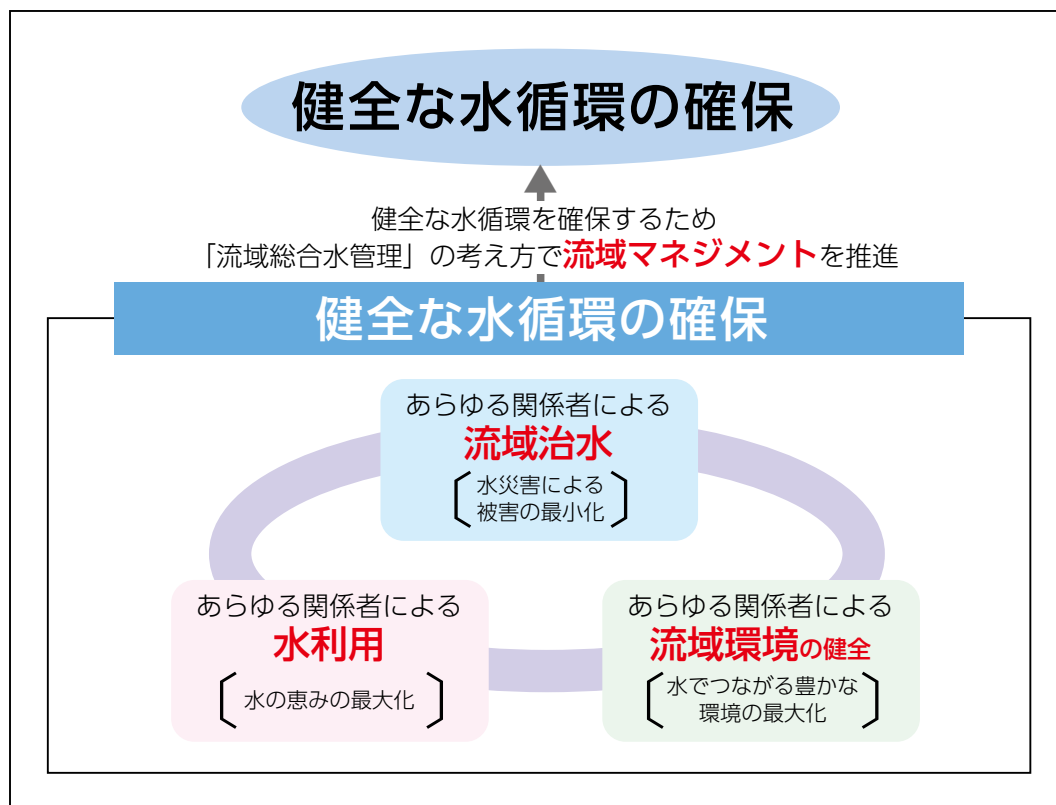 健全な水循環の確保
健全な水循環を確保するため
「流域総合水管理」の考え方で流域マネジメントを推進
健全な水循環の確保
あらゆる関係者による
流域治水
水災害による
被害の最小化
あらゆる関係者による
水利用
水の恵みの最大化
あらゆる関係者による
流域環境の健全
水でつながる豊かな
環境の最大化